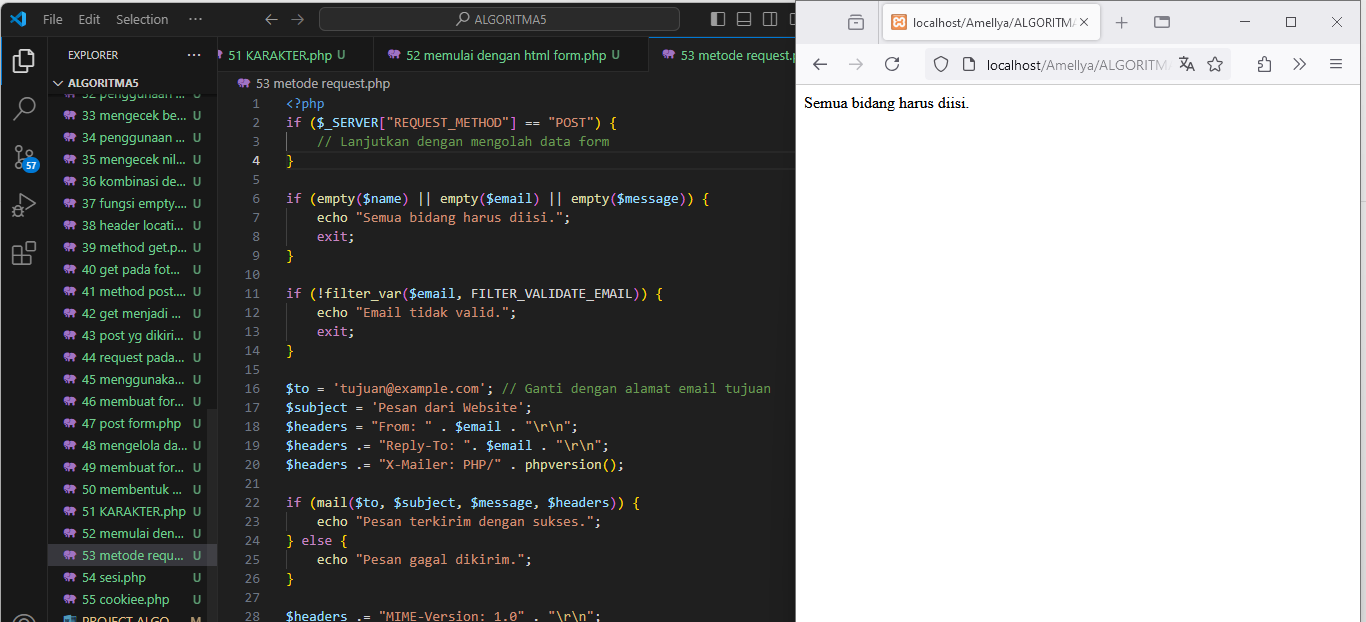 File Edit Selection ··· ALGORITMA5
EXPLORER ···
ALGORITMA5
32 penggunaan ... U
33 mengecek be... U
34 penggunaan ... U
35 mengecek nil... U
36 kombinasi de... U
37 fungsi empty.... U
38 header locati... U
39 method get.p... U
40 get pada fot... U
41 method post.... U
42 get menjadi ... U
43 post yg dikiri... U
44 request pada... U
45 menggunaka... U
46 membuat for... U
47 post form.php U
48 mengelola da... U
49 membuat for... U
50 membentuk ... U
51 KARAKTER.php U
52 memulai den... U
53 metode requ... U
54 sesi.php U
55 cookiee.php U
PROJECT ALGO... M
57
51 KARAKTER.php U 52 memulai dengan html form.php U 53 metode request.p
53 metode request.php
1 <?php
2 if ($_SERVER["REQUEST_METHOD"] == "POST") {
3 // Lanjutkan dengan mengolah data form
4 }
5
6 if (empty($name) || empty($email) || empty($message)) {
7 echo "Semua bidang harus diisi.";
8 exit;
9 }
10
11 if (!filter_var($email, FILTER_VALIDATE_EMAIL)) {
12 echo "Email tidak valid.";
13 exit;
14 }
15
16 $to = 'tujuan@example.com'; // Ganti dengan alamat email tujuan
17 $subject = 'Pesan dari Website';
18 $headers = "From: " . $email . "\r\n";
19 $headers .= "Reply-To: ". $email . "\r\n";
20 $headers .= "X-Mailer: PHP/" . phpversion();
21
22 if (mail($to, $subject, $message, $headers)) {
23 echo "Pesan terkirim dengan sukses.";
24 } else {
25 echo "Pesan gagal dikirim.";
26 }
27
28 $headers .= "MIME-Version: 1.0" . "\r\n";
localhost/Amellya/ALGORITMA
localhost/Amellya/ALGORITMA
Semua bidang harus diisi.